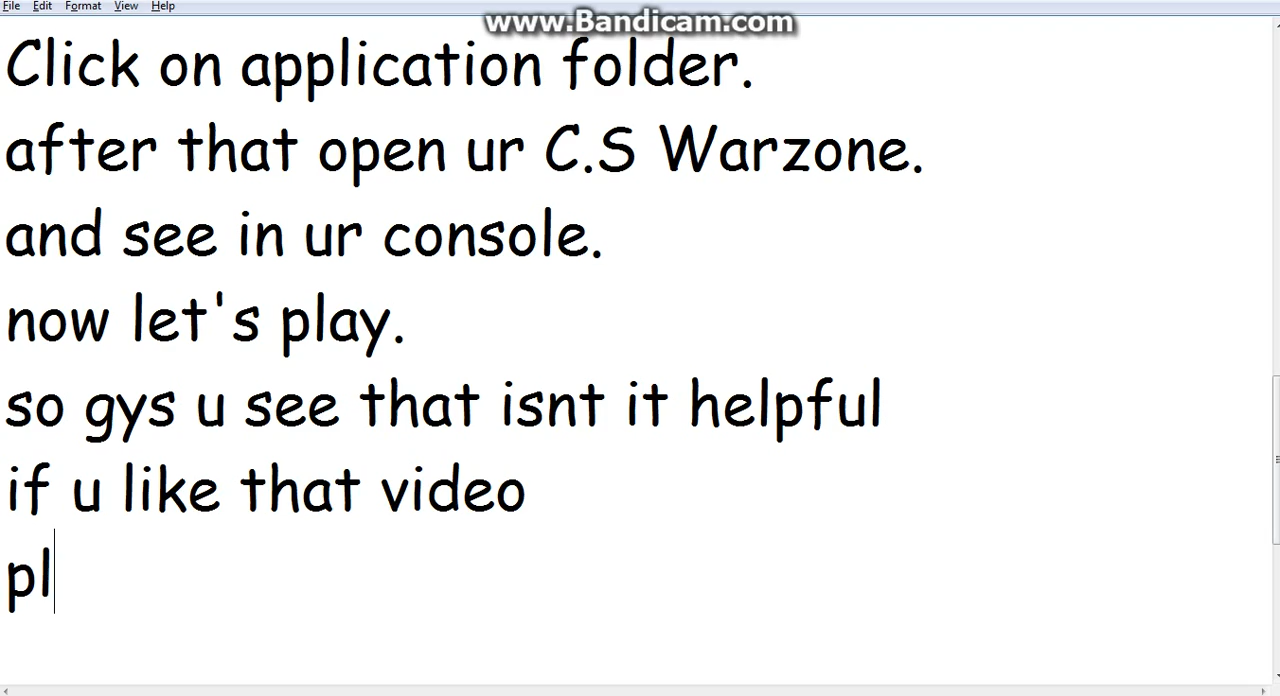 File Edit Format View Help
www.Bandicam.com
Click on application folder.
after that open ur C.S Warzone.
and see in ur console.
now let's play.
so gys u see that isnt it helpful
if u like that video
pl